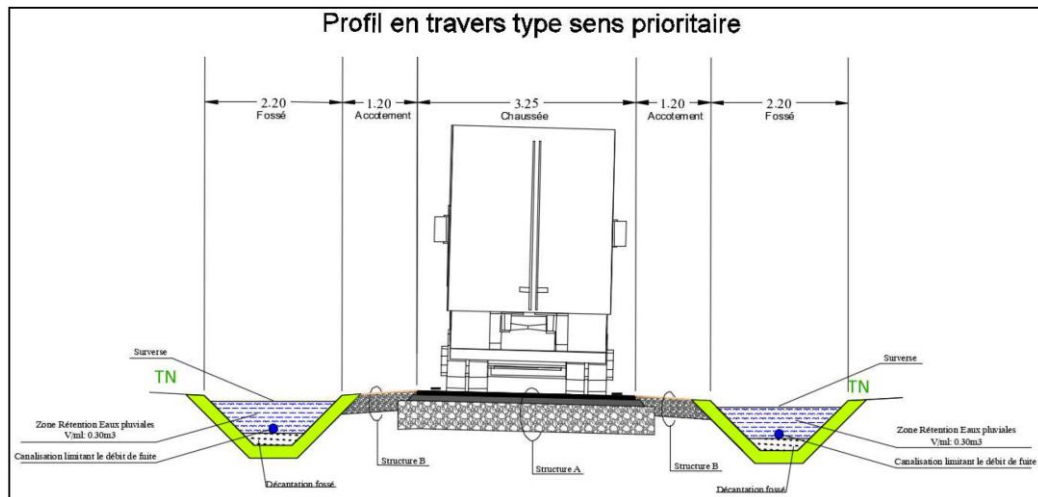 Profil en travers type sens prioritaire
2.20
Fossé
1.20
Accotement
3.25
Chaussée
1.20
Accotement
2.20
Fossé
Surverse
TN
Zone Rétention Eaux pluviales
V/ml: 0.30m3
Canalisation limitant le débit de fuite
Décantation fossé
Structure B
Structure A
Structure B
Surverse
TN
Zone Rétention Eaux pluviales
V/ml: 0.30m3
Canalisation limitant le débit de fuite
Décantation fossé